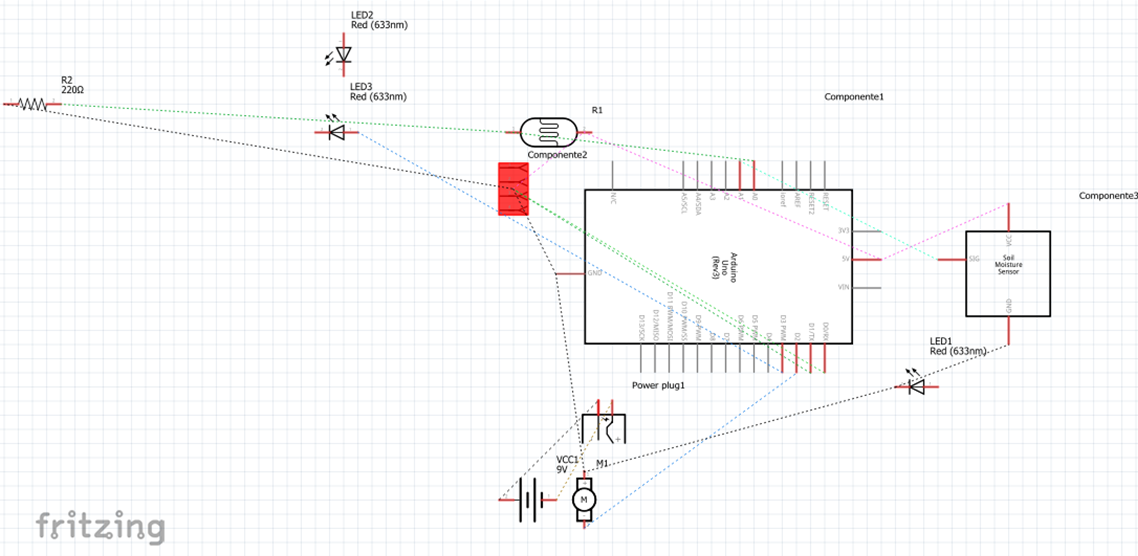 LED2
Red (633nm)
R2
220Ω
LED3
Red (633nm)
R1
Componente1
Componente2
N/C
A5/SCL
A4/SDA
A3
A2
A1
A0
ioref
AREF
RESET2
RESET
Componente3
3V3
5V
VIN
GND
Arduino
Uno
(Rev3)
VCC
SIG
Soil
Moisture
Sensor
GND
D13/SCK
D12/MISO
D11 PWM/MOSI
D10 PWM/SS
D9 PWM
D8
D7
D6 PWM
D5 PWM
D4
D3 PWM
D2
D1/TX
D0/RX
LED1
Red (633nm)
Power plug1
+
VCC1
9V
M1
M
fritzing